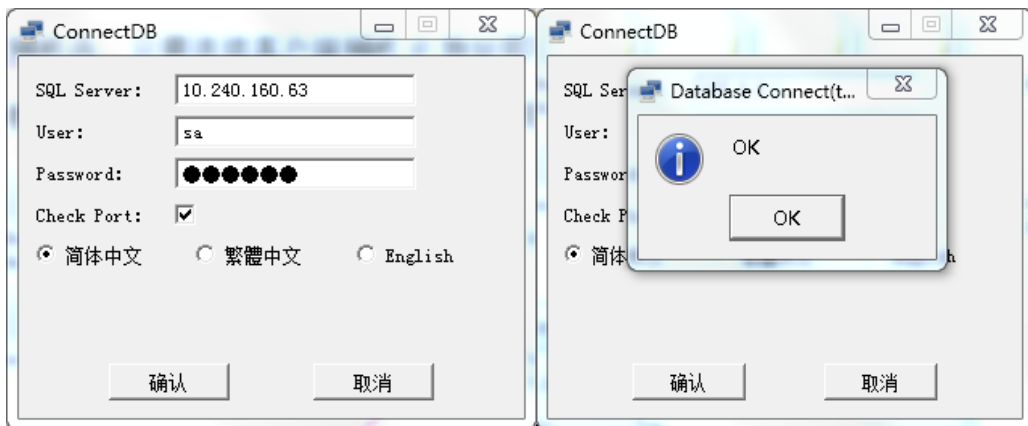 ConnectDB
SQL Server: 10.240.160.63
User: sa
Password: ●●●●●●
Check Port:
简体中文 繁體中文 English
确认 取消
ConnectDB
SQL Ser
Database Connect(t...
User:
OK
Passwor
Check P
OK
简体
h
确认 取消